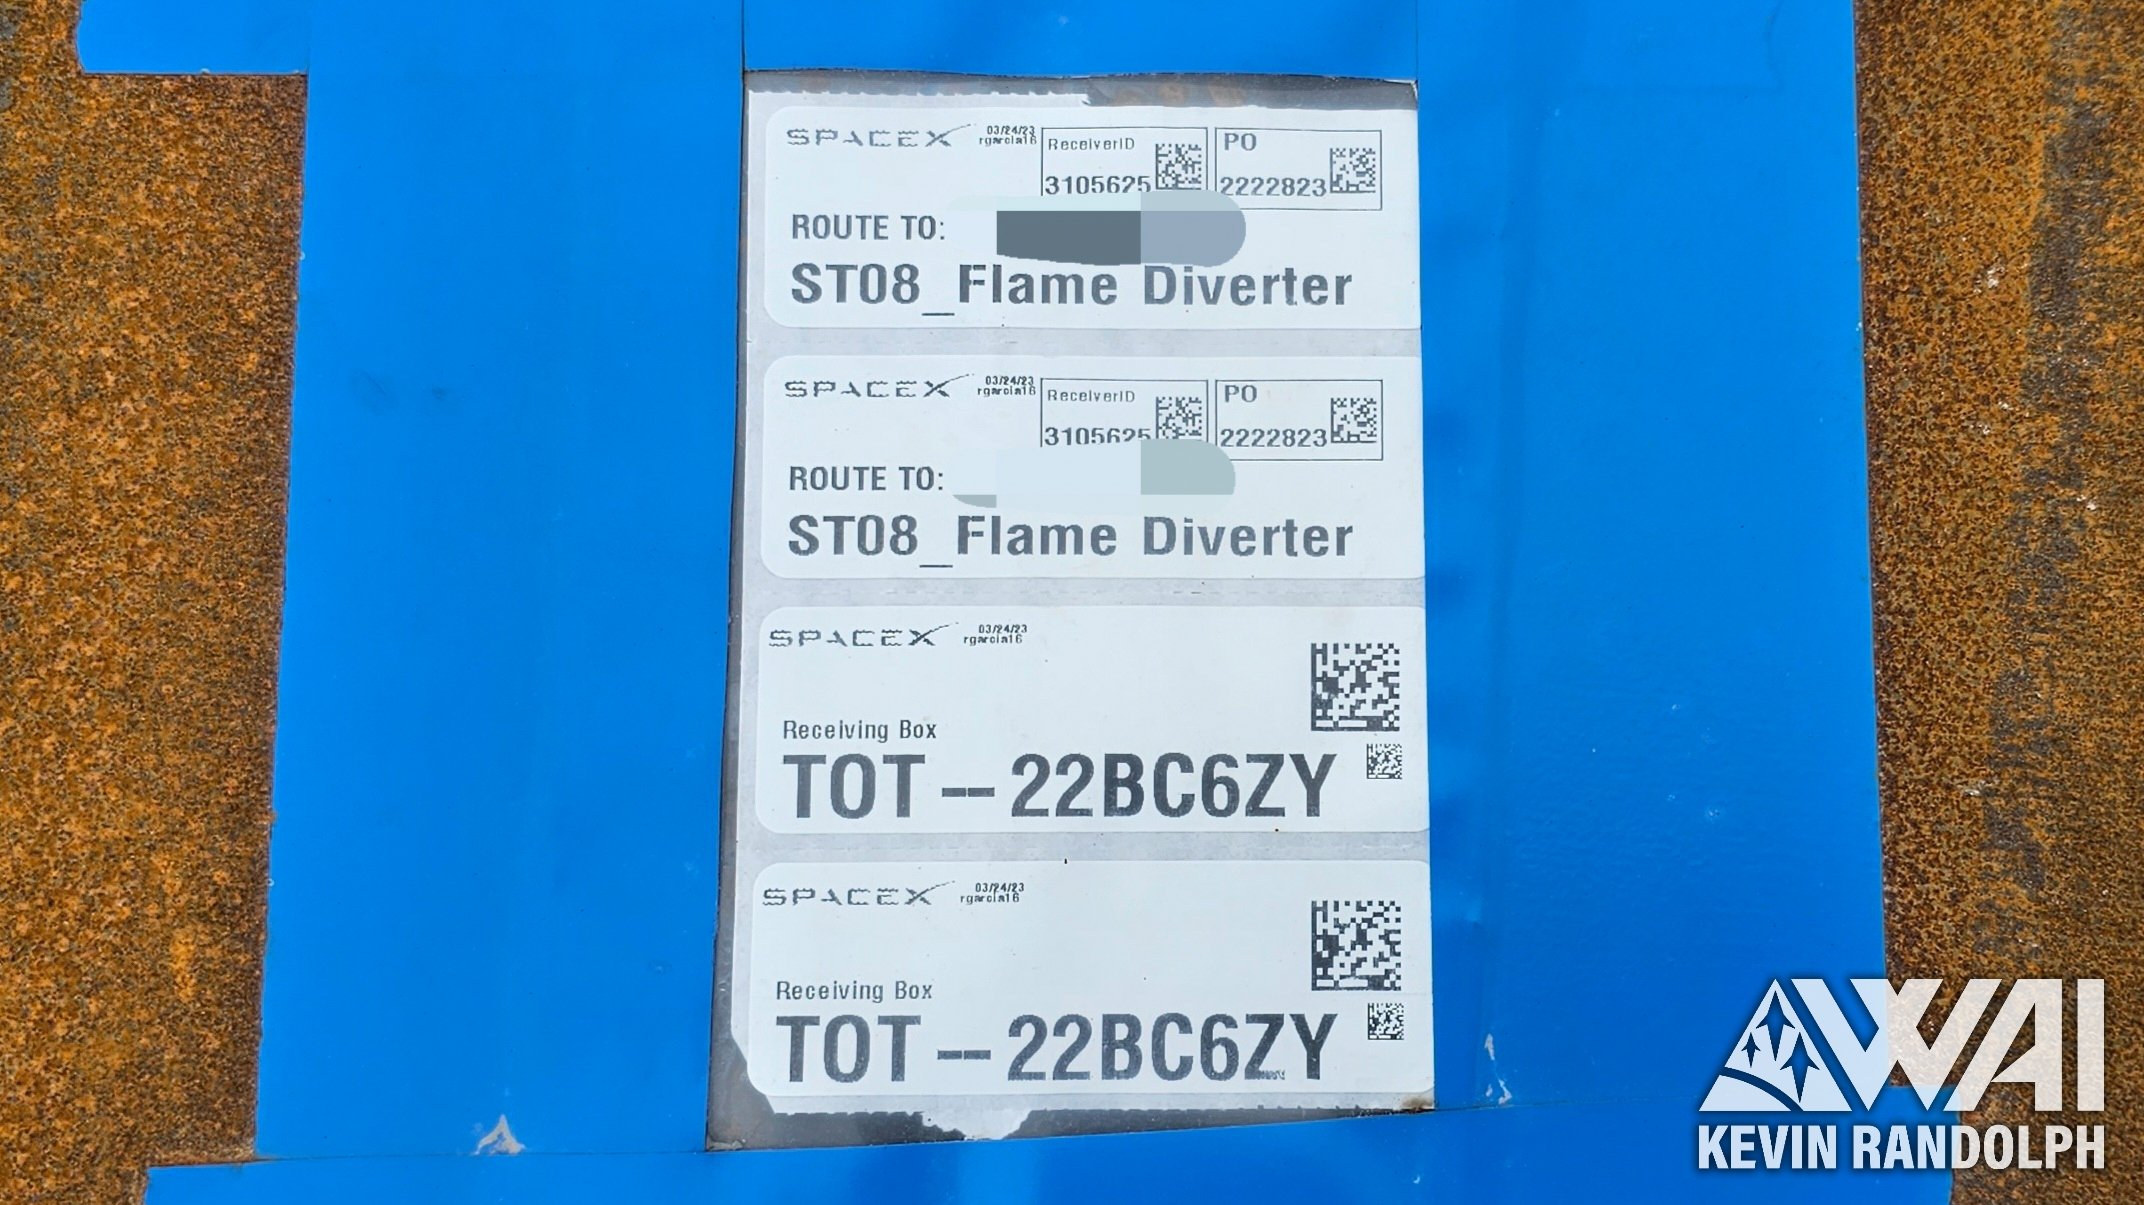 SPACEX 03/24/23
rgarcia16
ReceiverID
3105625
PO
2222823
ROUTE TO:
ST08_Flame Diverter
SPACEX 03/24/23
rgarcia16
ReceiverID
3105625
PO
2222823
ROUTE TO:
ST08_Flame Diverter
SPACEX 03/24/23
rgarcia16
Receiving Box
TOT--22BC6ZY
SPACEX 03/24/23
rgarcia16
Receiving Box
TOT--22BC6ZY
WAI
KEVIN RANDOLPH